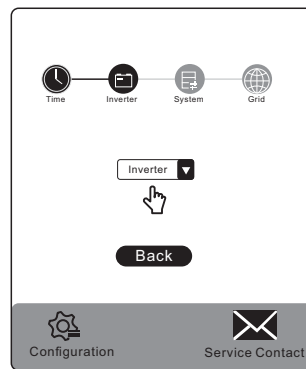 Time Inverter System Grid
Inverter
Back
Configuration Service Contact